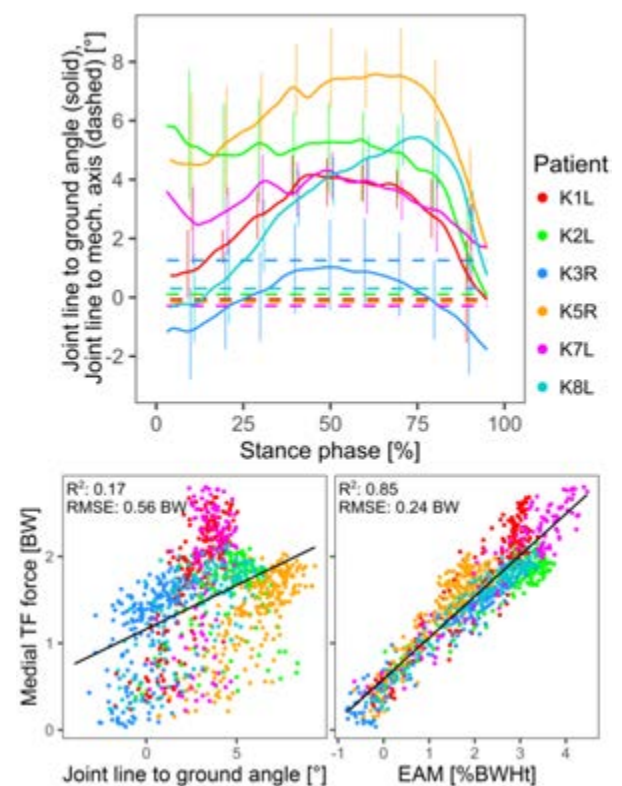 Joint line to ground angle (solid),
Joint line to mech. axis (dashed) [°]
8
6
4
2
0
-2
0
25
50
75
100
Stance phase [%]
Patient
K1L
K2L
K3R
K5R
K7L
K8L
R²: 0.17
RMSE: 0.56 BW
R²: 0.85
RMSE: 0.24 BW
Medial TF force [BW]
2
1
0
2
1
0
0
5
-1
0
1
2
3
4
Joint line to ground angle [°]
EAM [%BWHt]